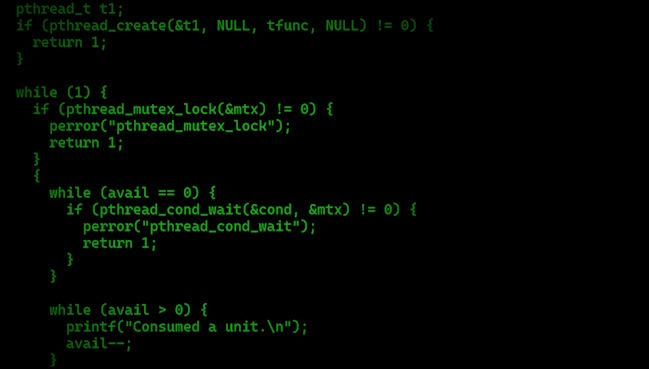 pthread_t t1;
if (pthread_create(&t1, NULL, tfunc, NULL) != 0) {
  return 1;
}

while (1) {
  if (pthread_mutex_lock(&mtx) != 0) {
    perror("pthread_mutex_lock");
    return 1;
  }
  {
    while (avail == 0) {
      if (pthread_cond_wait(&cond, &mtx) != 0) {
        perror("pthread_cond_wait");
        return 1;
      }
    }

    while (avail > 0) {
      printf("Consumed a unit.\n");
      avail--;
    }